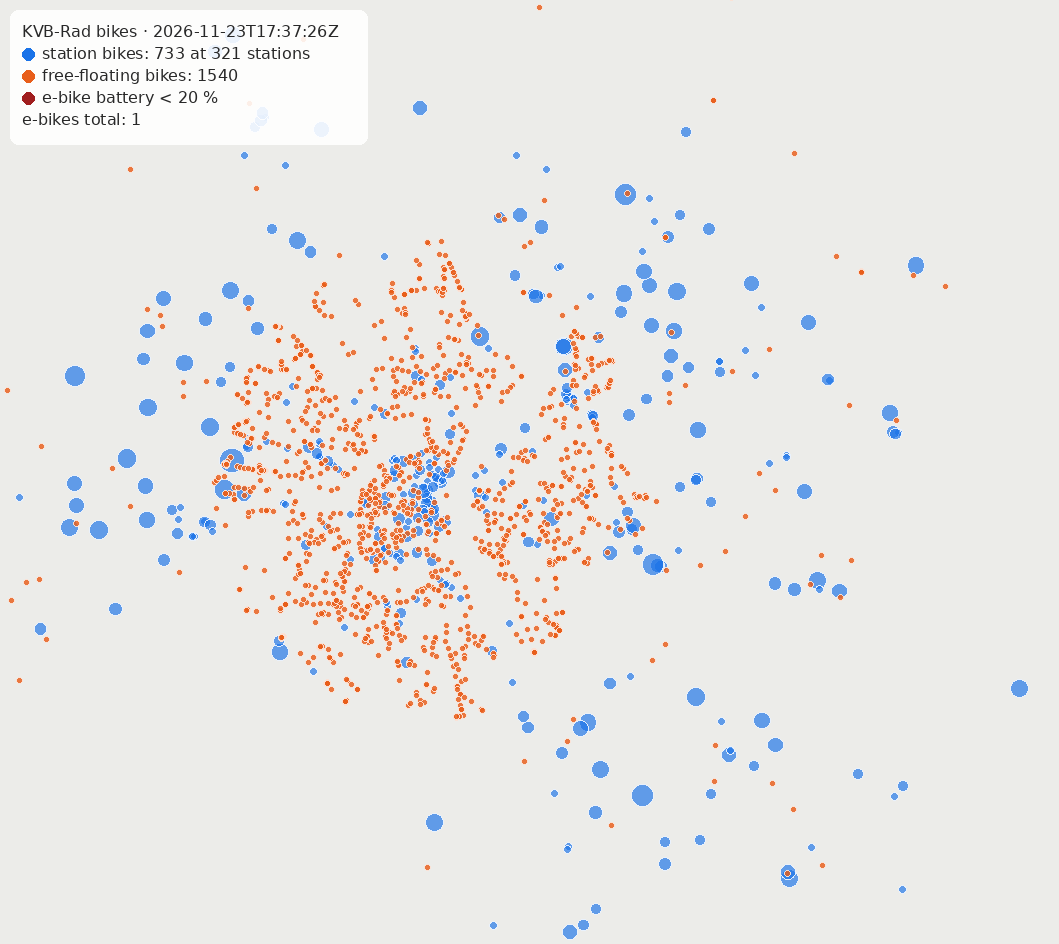 KVB-Rad bikes · 2026-11-23T17:37:26Z
station bikes: 733 at 321 stations
free-floating bikes: 1540
e-bike battery < 20 %
e-bikes total: 1